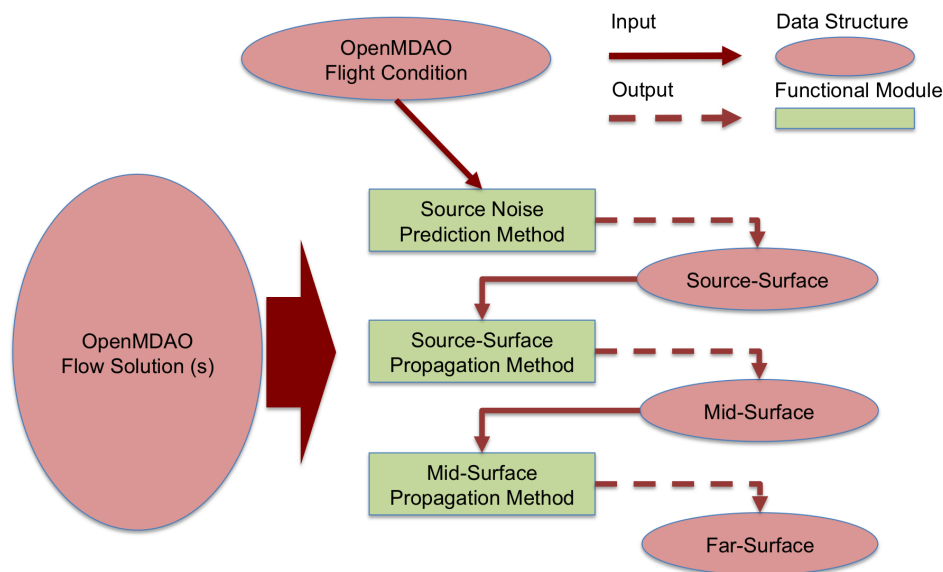 OpenMDAO
Flight Condition
Input
Data Structure
Output
Functional Module
Source Noise
Prediction Method
Source-Surface
OpenMDAO
Flow Solution (s)
Source-Surface
Propagation Method
Mid-Surface
Mid-Surface
Propagation Method
Far-Surface